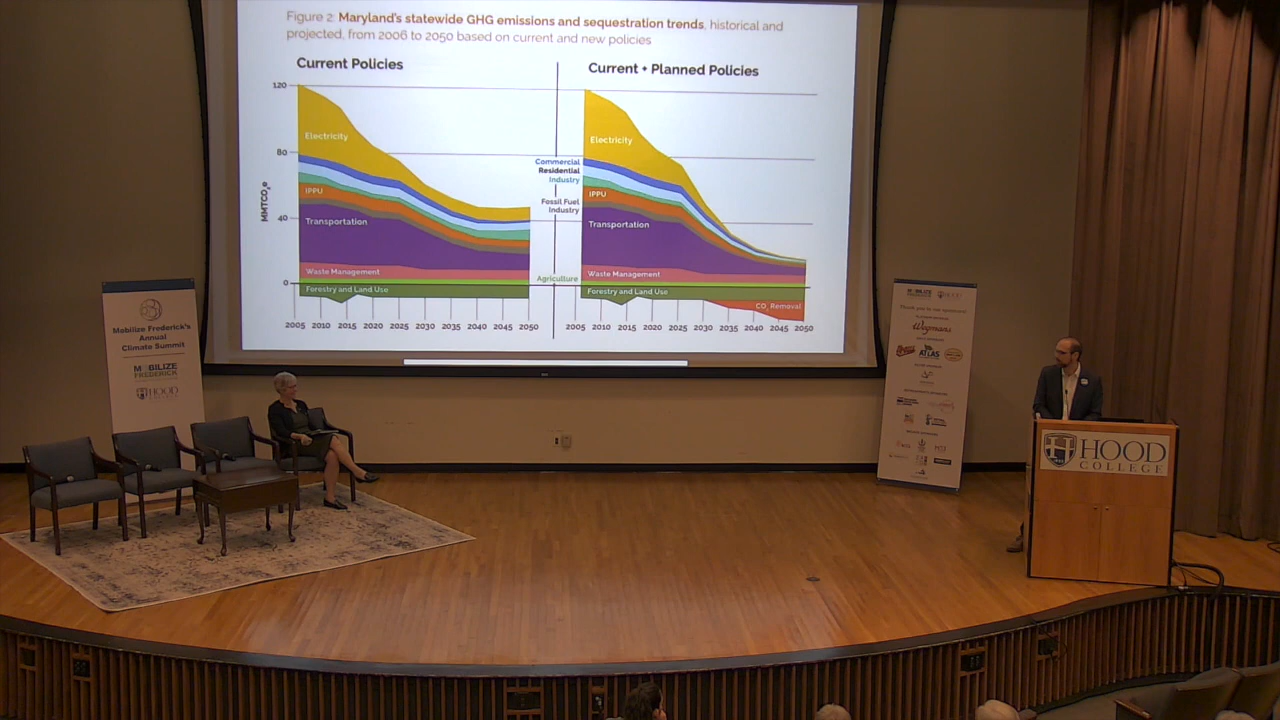 Figure 2: Maryland's statewide GHG emissions and sequestration trends, historical and
projected, from 2006 to 2050 based on current and new policies
Current Policies
Current + Planned Policies
120
80
40
0
MMTCO2e
Electricity
IPPU
Transportation
Waste Management
Forestry and Land Use
Commercial
Residential
Industry
Fossil Fuel
Industry
Agriculture
Electricity
IPPU
Transportation
Waste Management
Forestry and Land Use
CO2 Removal
2005 2010 2015 2020 2025 2030 2035 2040 2045 2050
2005 2010 2015 2020 2025 2030 2035 2040 2045 2050
Mobilize Frederick's
Annual
Climate Summit
MOBILIZE
FREDERICK
HOOD
MOBILIZE
FREDERICK
HOOD
Wegmans
ATLAS
HOOD
COLLEGE